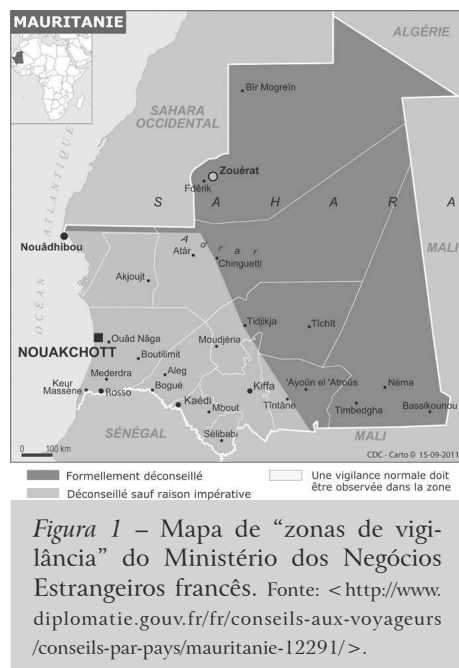 MAURITANIE
ALGÉRIE
SAHARA
OCCIDENTAL
Bîr Mogreïn
Zouérat
Fdêrik
S A H A R A
OCÉAN ATLANTIQUE
Nouâdhibou
Adrar
Atâr
Chinguetti
Akjoujt
MALI
Tidjikja
Tîchît
NOUAKCHOTT
Ouâd Nâga
Moudjéria
Boutilimit
Mederdra
Aleg
Keur
Massène
Rosso
Bogué
Kaédi
Kiffa
'Ayoûn el 'Atroûs
Néma
Mbout
Tîntâne
Timbedgha
Bassikounou
SÉNÉGAL
Sélibabi
MALI
0 100 km
CDC - Carto © 15-09-2011
Formellement déconseillé
Déconseillé sauf raison impérative
Une vigilance normale doit
être observée dans la zone
Figura 1 – Mapa de “zonas de vigi-
lância” do Ministério dos Negócios
Estrangeiros francês. Fonte: <http://www.
diplomatie.gouv.fr/fr/conseils-aux-voyageurs
/conseils-par-pays/mauritanie-12291/>.